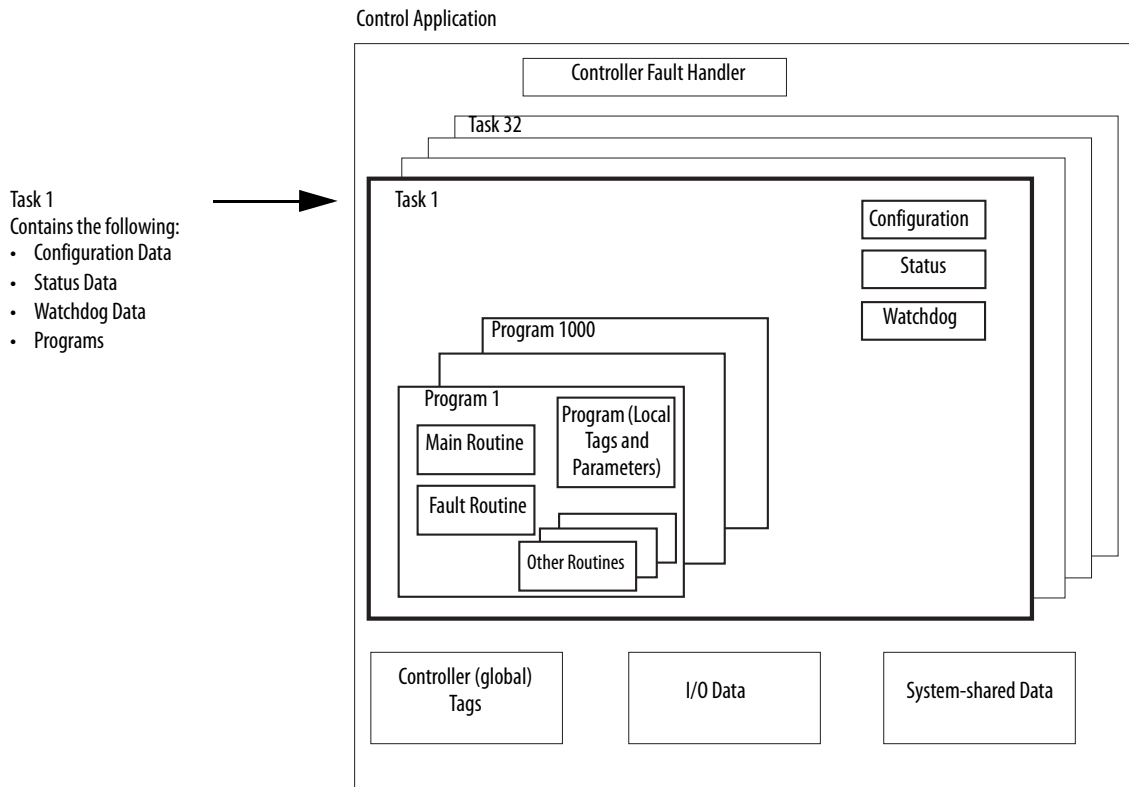 Control Application
Controller Fault Handler
Task 32
Task 1
Configuration
Status
Watchdog
Task 1
Contains the following:
• Configuration Data
• Status Data
• Watchdog Data
• Programs
Program 1000
Program 1
Main Routine
Fault Routine
Program (Local
Tags and
Parameters)
Other Routines
Controller (global)
Tags
I/O Data
System-shared Data